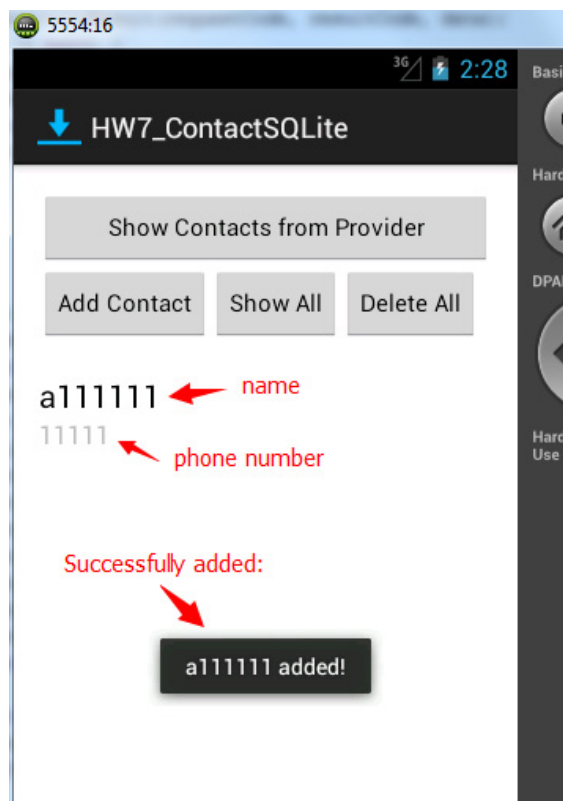 5554:16
3G 2:28
HW7_ContactSQLite
Show Contacts from Provider
Add Contact Show All Delete All
a111111
name
11111
phone number
Successfully added:
a111111 added!
Basi
Hard
DPA
Hard
Use